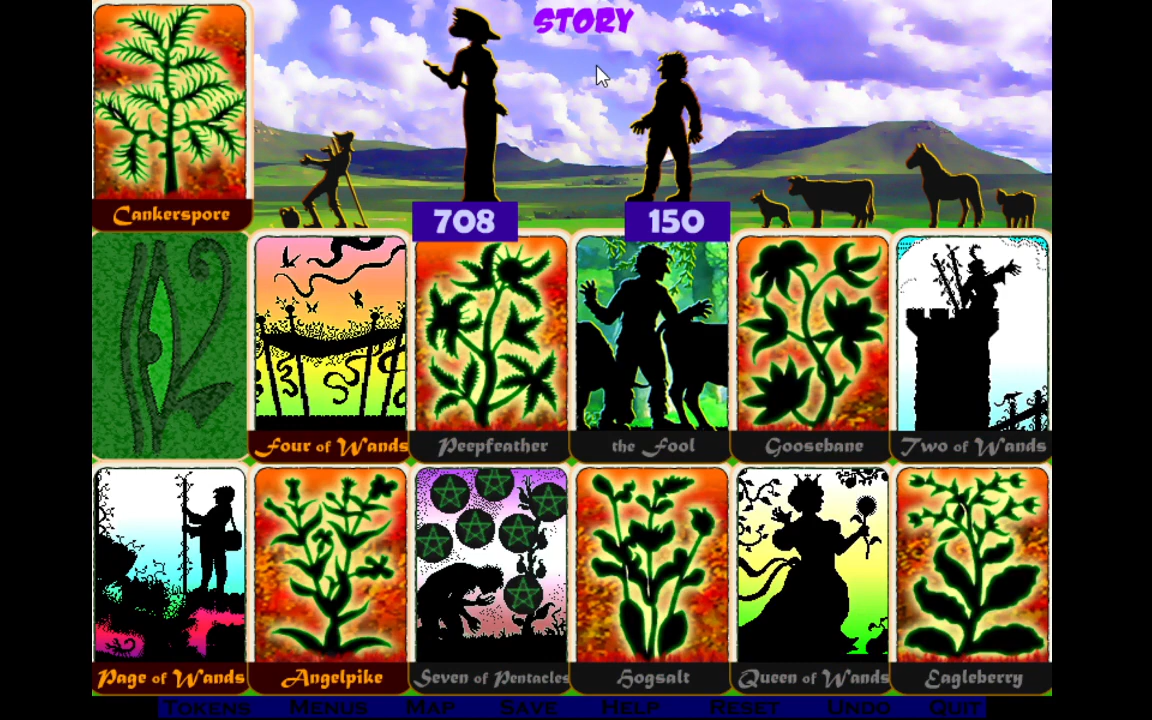 STORY
Cankerspore
708
150
Four of Wands
Peepfeather
the Fool
Goosebane
Two of Wands
Page of Wands
Angelpike
Seven of Pentacles
Hogsalt
Queen of Wands
Eagleberry
Tokens Menus Map Save Help Reset Undo Quit